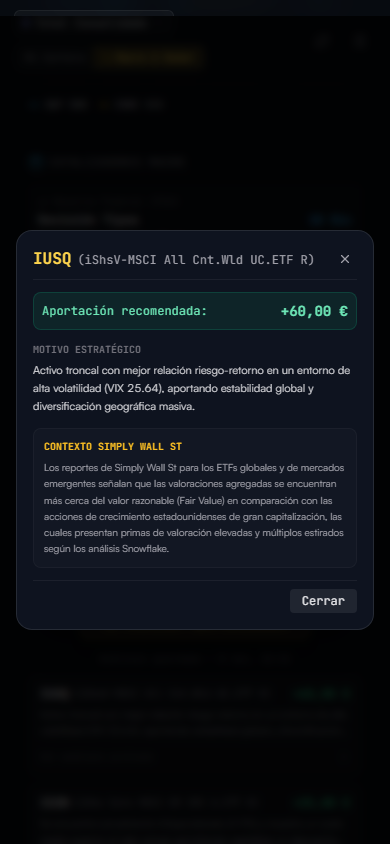 IUSQ (iShsV-MSCI All Cnt.Wld UC.ETF R) ×
Aportación recomendada: +60,00 €
MOTIVO ESTRATÉGICO
Activo troncal con mejor relación riesgo-retorno en un entorno de
alta volatilidad (VIX 25.64), aportando estabilidad global y
diversificación geográfica masiva.
CONTEXTO SIMPLY WALL ST
Los reportes de Simply Wall St para los ETFs globales y de mercados
emergentes señalan que las valoraciones agregadas se encuentran
más cerca del valor razonable (Fair Value) en comparación con las
acciones de crecimiento estadounidenses de gran capitalización, las
cuales presentan primas de valoración elevadas y múltiplos estirados
según los análisis Snowflake.
Cerrar